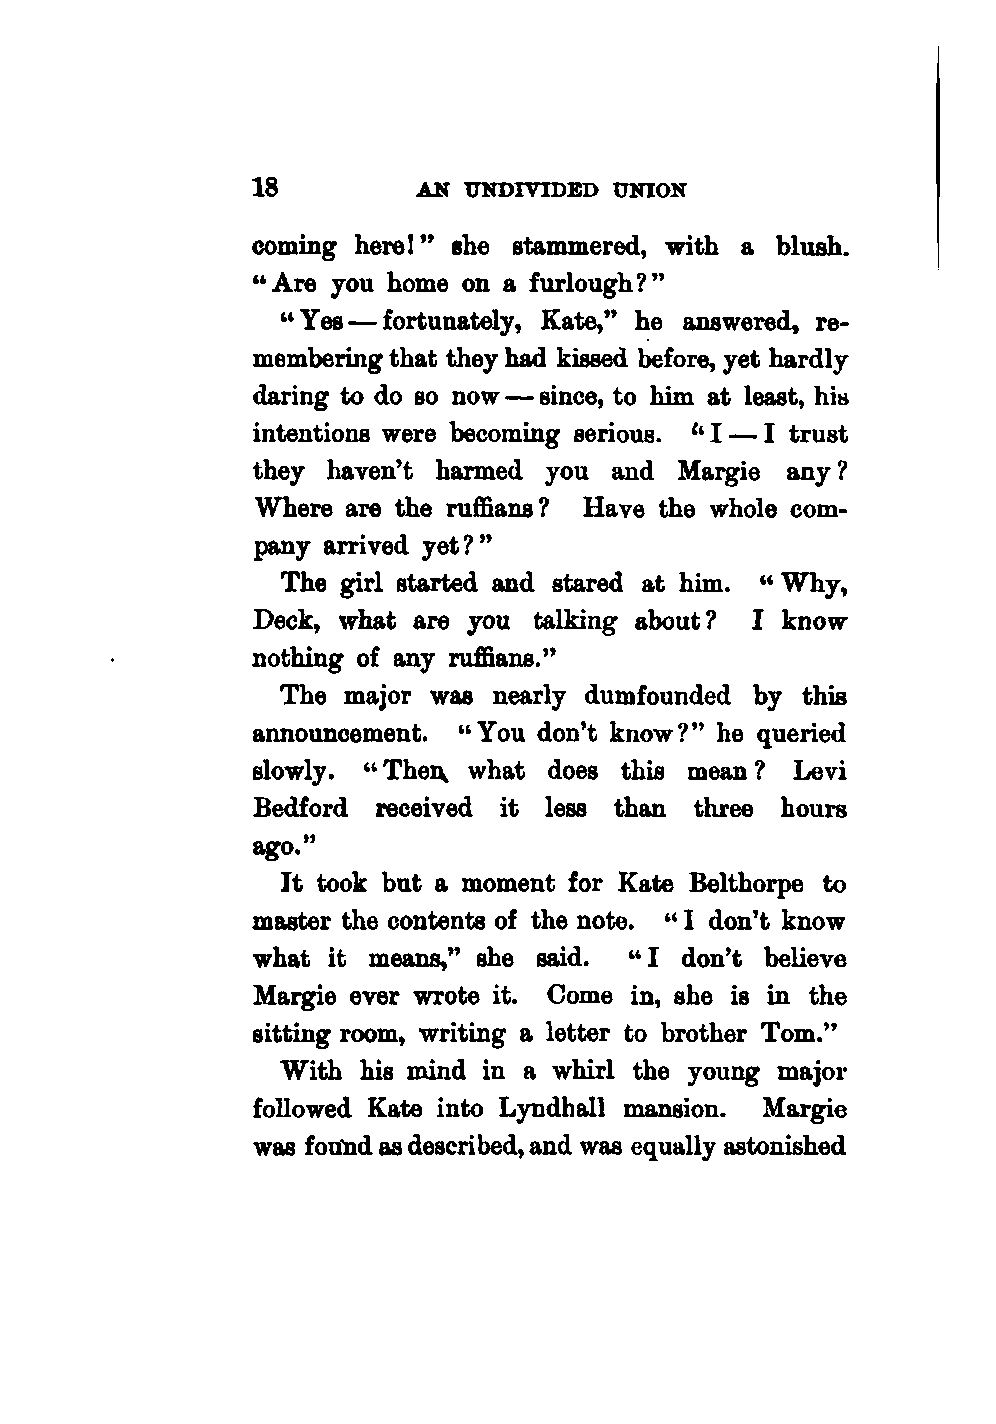 18 AN UNDIVIDED UNION
coming here!" she stammered, with a blush.
"Are you home on a furlough?"
"Yes — fortunately, Kate," he answered, re-
membering that they had kissed before, yet hardly
daring to do so now — since, to him at least, his
intentions were becoming serious. "I — I trust
they haven't harmed you and Margie any?
Where are the ruffians? Have the whole com-
pany arrived yet?"
The girl started and stared at him. "Why,
Deck, what are you talking about? I know
nothing of any ruffians."
The major was nearly dumfounded by this
announcement. "You don't know?" he queried
slowly. "Then, what does this mean? Levi
Bedford received it less than three hours
ago."
It took but a moment for Kate Belthorpe to
master the contents of the note. "I don't know
what it means," she said. "I don't believe
Margie ever wrote it. Come in, she is in the
sitting room, writing a letter to brother Tom."
With his mind in a whirl the young major
followed Kate into Lyndhall mansion. Margie
was found as described, and was equally astonished